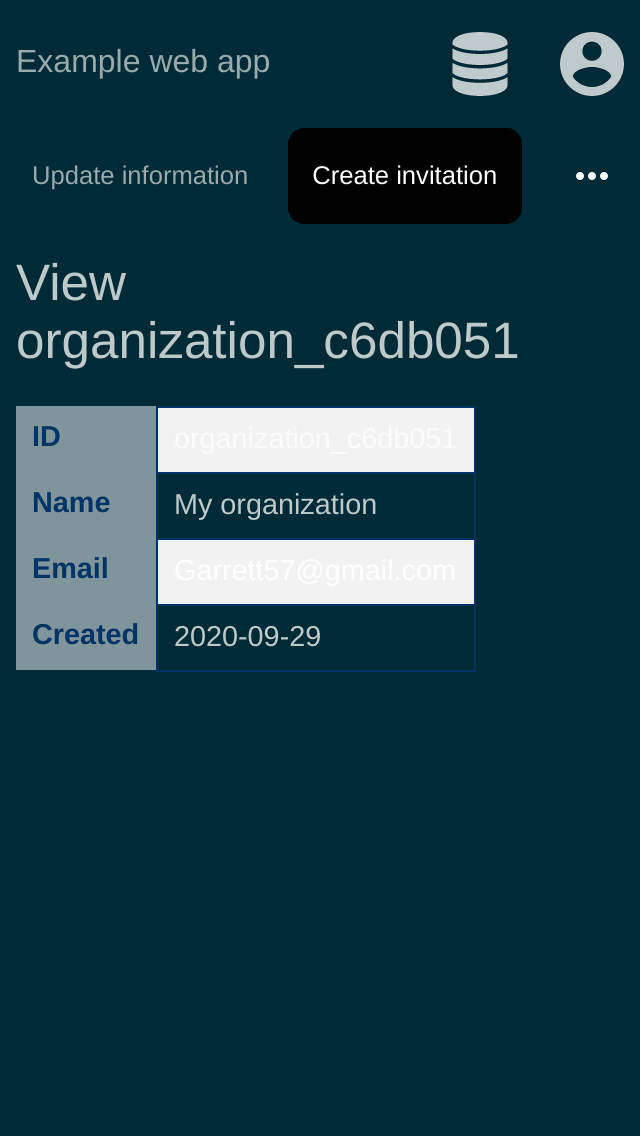 Example web app
Update information
Create invitation
View
organization_c6db051
ID organization_c6db051
Name My organization
Email Garrett57@gmail.com
Created 2020-09-29